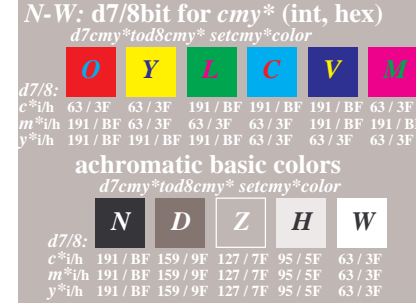 N-W: d7/8bit for cmy* (int, hex)
d7cmy*tod8cmy* setcmy*color
O Y L C V M
d7/8:
c*i/h 63 / 3F 63 / 3F 191 / BF 191 / BF 191 / BF 63 / 3F
m*i/h 191 / BF 63 / 3F 63 / 3F 63 / 3F 191 / BF 191 / B
y*i/h 191 / BF 191 / BF 191 / BF 63 / 3F 63 / 3F 63 / 3F
achromatic basic colors
d7cmy*tod8cmy* setcmy*color
N D Z H W
d7/8:
c*i/h 191 / BF 159 / 9F 127 / 7F 95 / 5F 63 / 3F
m*i/h 191 / BF 159 / 9F 127 / 7F 95 / 5F 63 / 3F
y*i/h 191 / BF 159 / 9F 127 / 7F 95 / 5F 63 / 3F